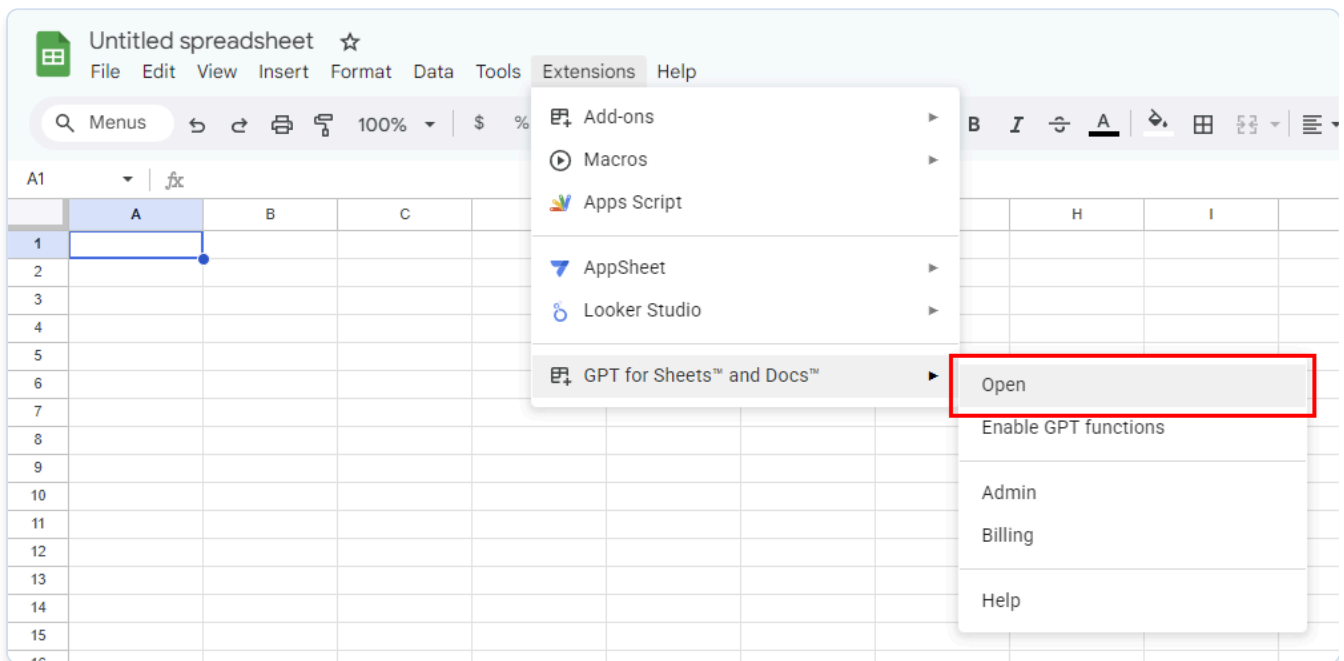 Untitled spreadsheet
File Edit View Insert Format Data Tools Extensions Help
Menus 100% $ % B I A
A1 fx
A B C H I
Add-ons
Macros
Apps Script
AppSheet
Looker Studio
GPT for Sheets™ and Docs™
Open
Enable GPT functions
Admin
Billing
Help
1
2
3
4
5
6
7
8
9
10
11
12
13
14
15